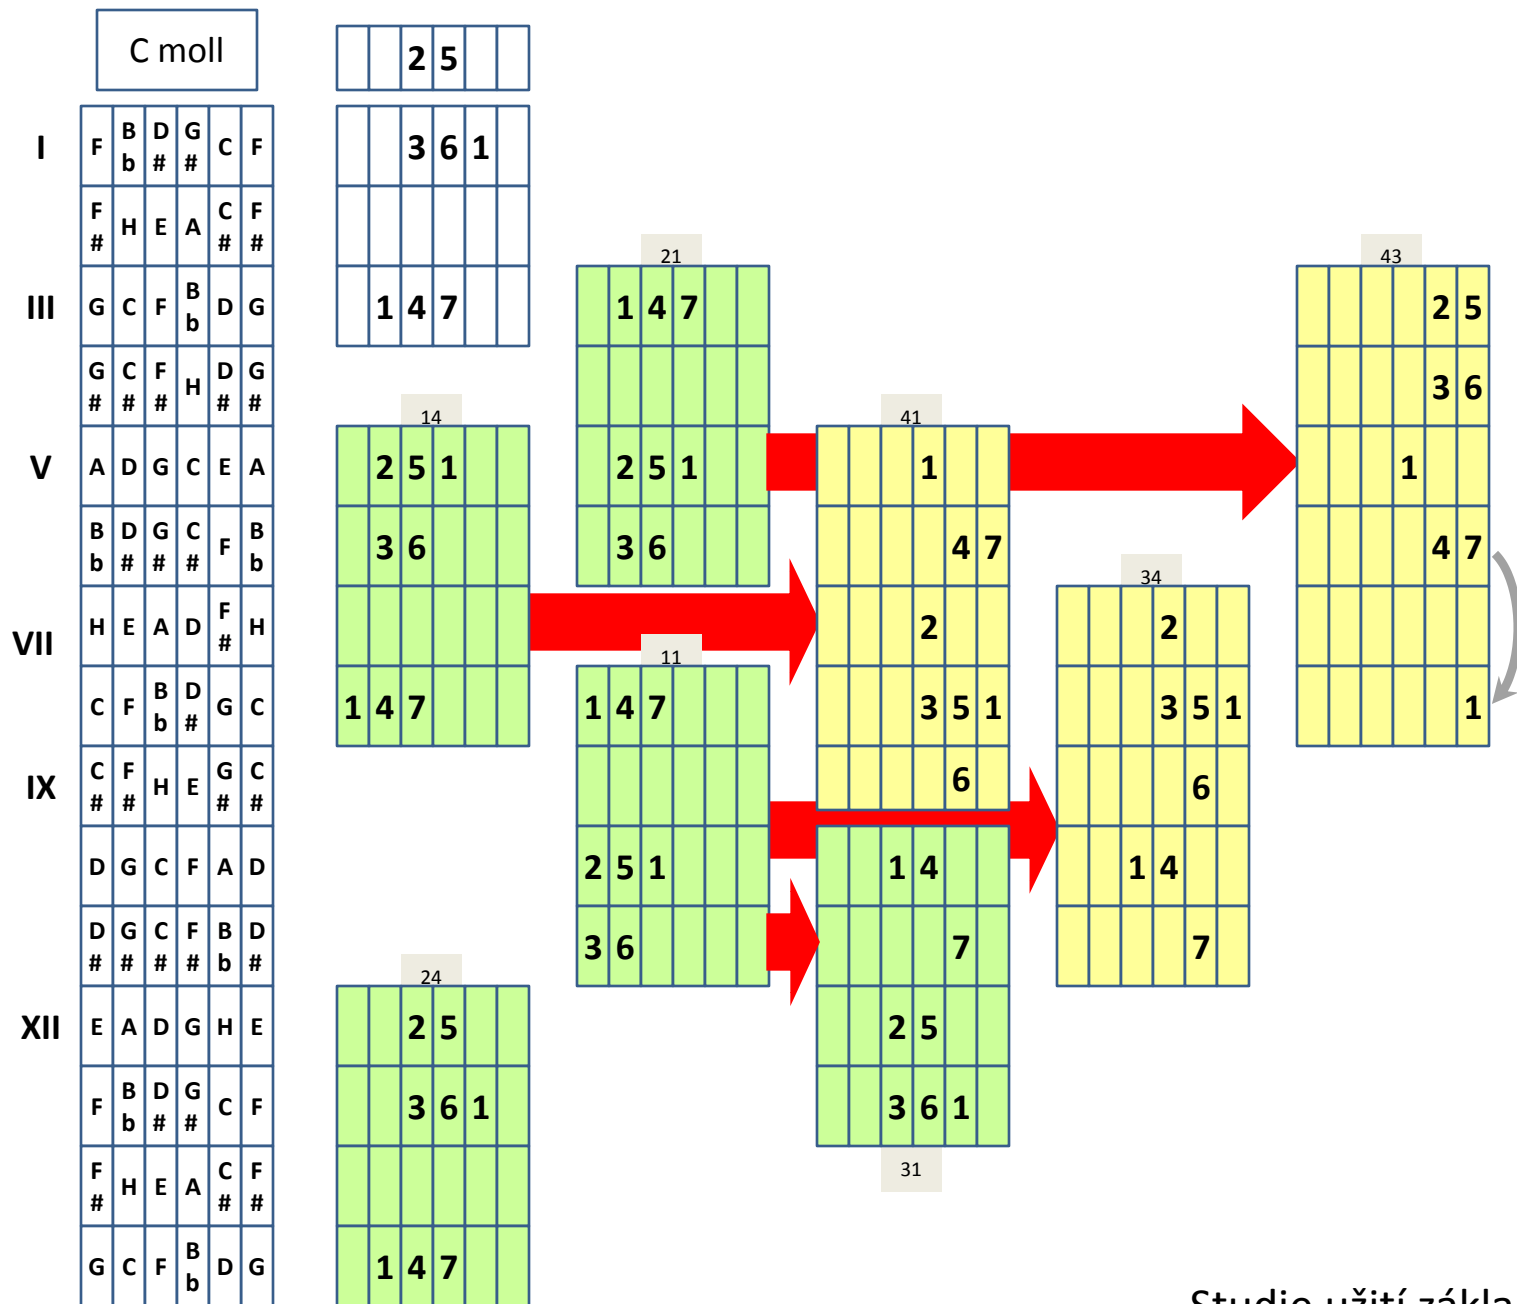 C moll
2 5
I F Bb D# G# C F 3 6 1
F# H E A C# F#
21 43
III G C F Bb D G 1 4 7 1 4 7 2 5
G# C# F# H D# G# 3 6
14 41
V A D G C E A 2 5 1 2 5 1 1 1
Bb D# G# C# F Bb 3 6 3 6 4 7 4 7
34
VII H E A D F# H 2 2
11
C F Bb D# G C 1 4 7 1 4 7 3 5 1 3 5 1 1
IX C# F# H E G# C# 6 6
D G C F A D 2 5 1 1 4 1 4
D# G# C# F# Bb D# 3 6 7 7
24
XII E A D G H E 2 5 2 5
F Bb D# G# C F 3 6 1 3 6 1
F# H E A C# F# 31
G C F Bb D G 1 4 7
Studie užití zákla